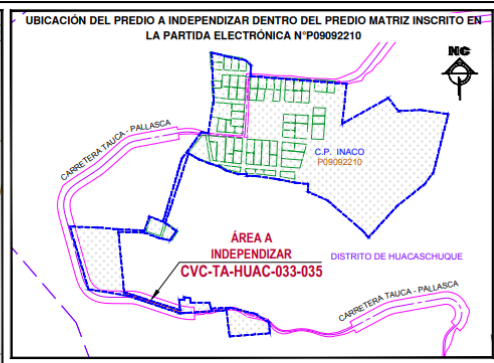 UBICACIÓN DEL PREDIO A INDEPENDIZAR DENTRO DEL PREDIO MATRIZ INSCRITO EN
LA PARTIDA ELECTRÓNICA N°P09092210
NC
CARRETERA TAUCA - PALLASCA
C.P. INACO
P09092210
ÁREA A
INDEPENDIZAR
CVC-TA-HUAC-033-035
DISTRITO DE HUACASCHUQUE
CARRETERA TAUCA - PALLASCA